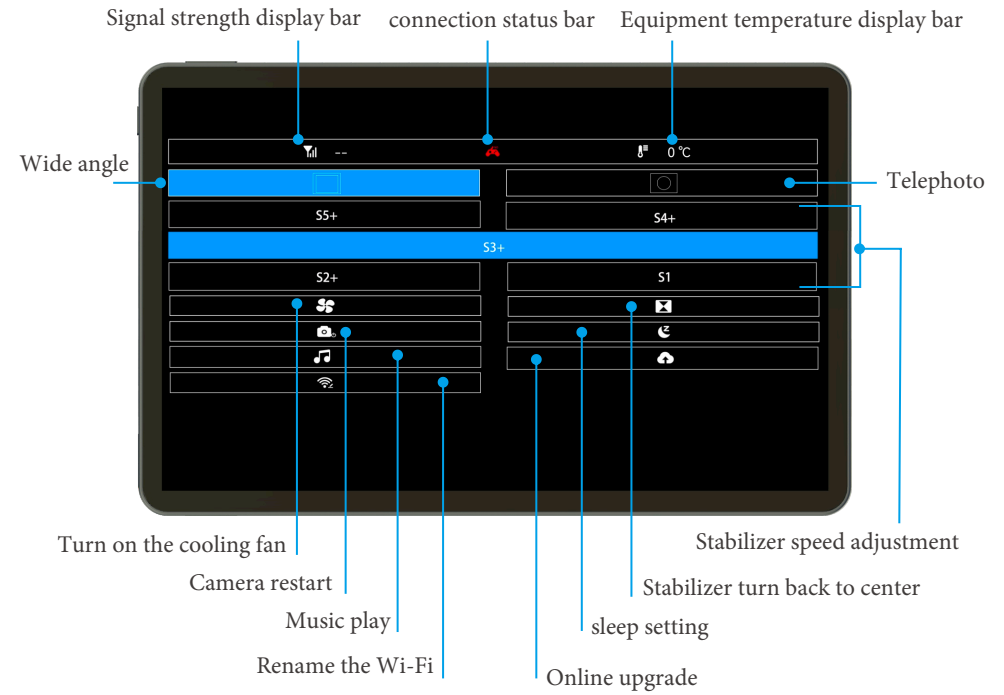 Signal strength display bar
connection status bar
Equipment temperature display bar
--
0 ℃
Wide angle
Telephoto
S5+
S4+
S3+
S2+
S1
Turn on the cooling fan
Stabilizer speed adjustment
Camera restart
Stabilizer turn back to center
Music play
sleep setting
Rename the Wi-Fi
Online upgrade